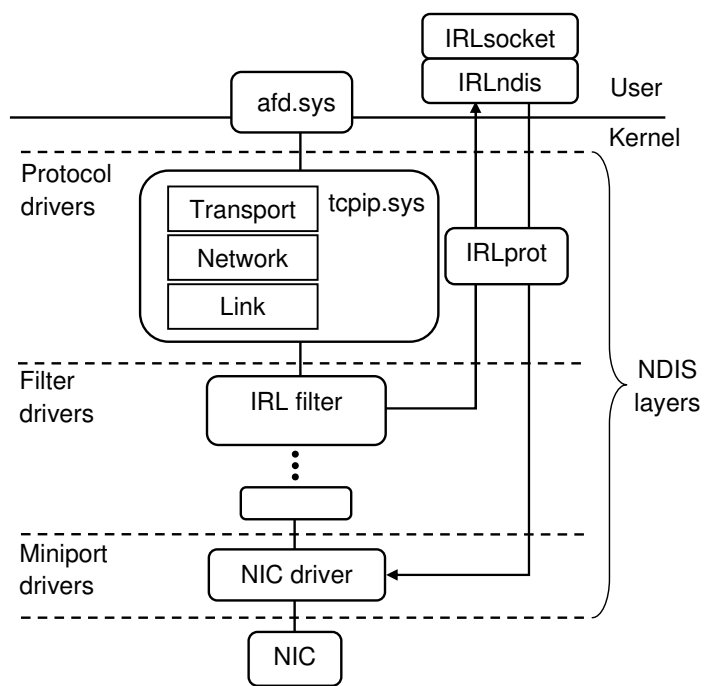 IRLsocket
IRLndis
User
afd.sys
Kernel
Protocol
drivers
tcpip.sys
Transport
Network
Link
IRLprot
NDIS
layers
Filter
drivers
IRL filter
Miniport
drivers
NIC driver
NIC